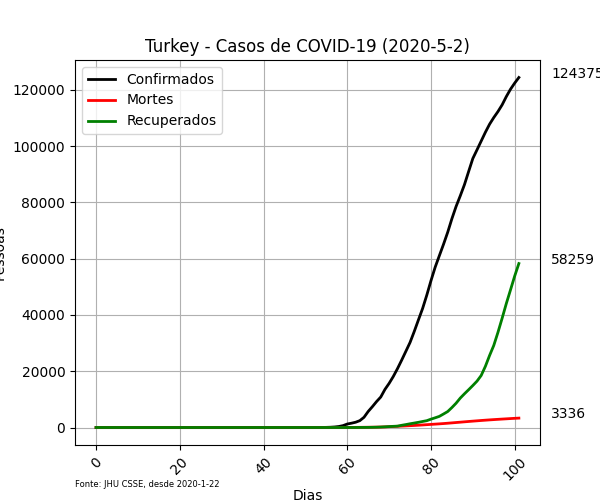 Turkey - Casos de COVID-19 (2020-5-2)
Confirmados
Mortes
Recuperados
120000
100000
80000
60000
40000
20000
0
124375
58259
3336
0
20
40
60
80
100
Fonte: JHU CSSE, desde 2020-1-22
Dias